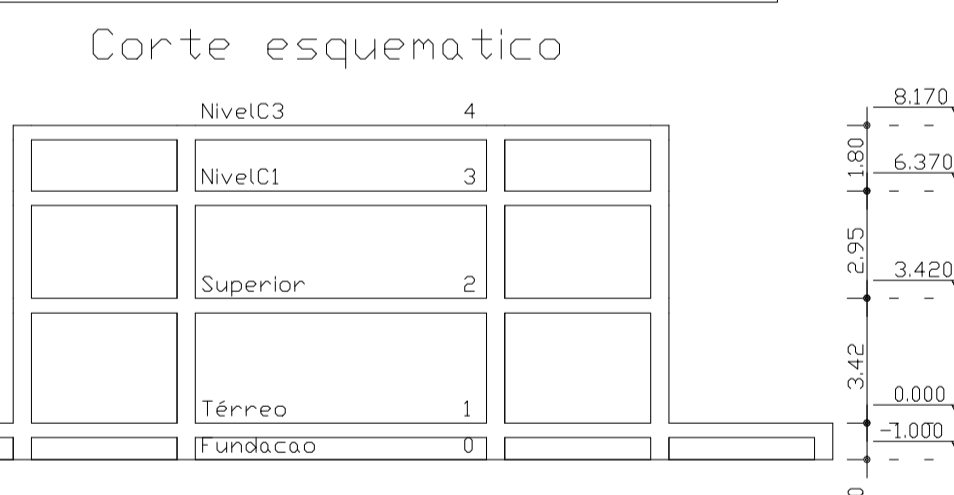 Corte esquematico
NivelC3 4
8.170
1.80
NivelC1 3
6.370
2.95
Superior 2
3.420
3.42
Térreo 1
0.000
Fundacao 0
-1.000